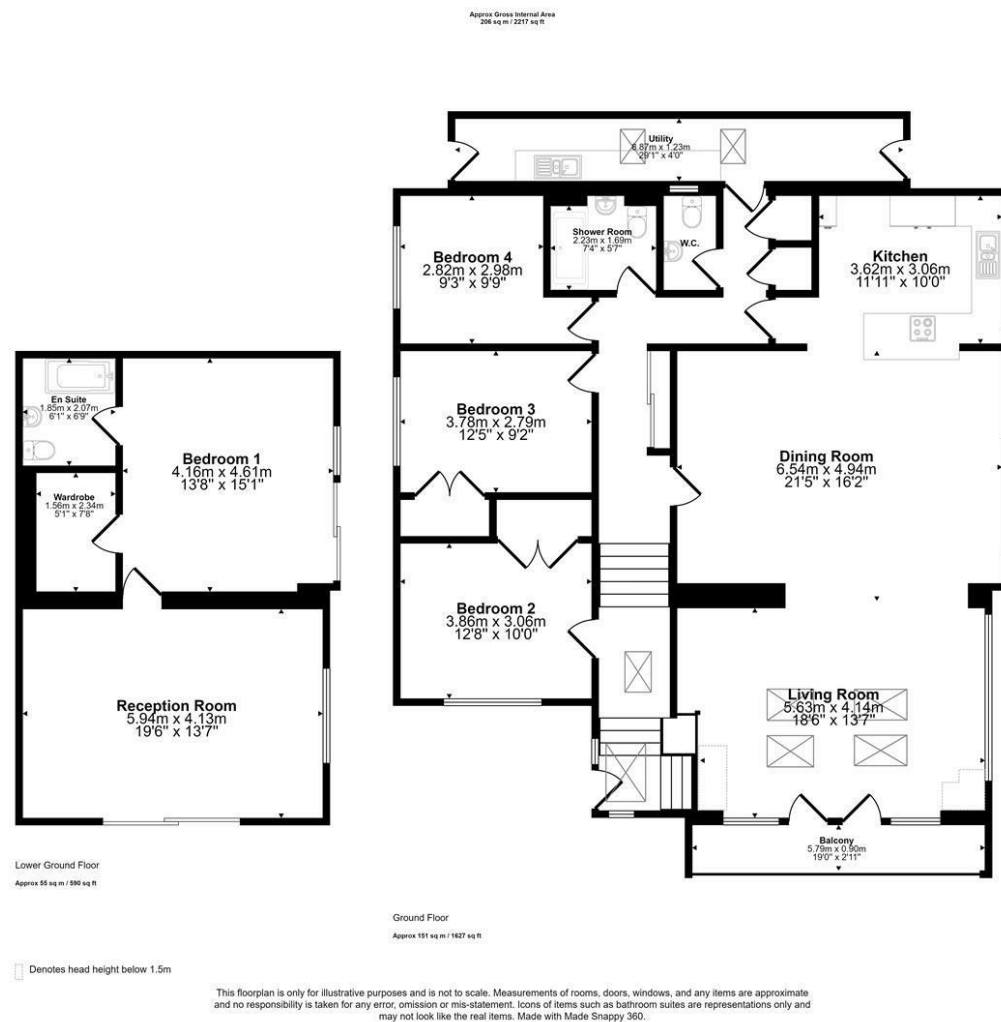 Approx Gross Internal Area
206 sq m / 2217 sq ft
Utility
8.87m x 1.23m
29'1" x 4'0"
Bedroom 4
2.82m x 2.98m
9'3" x 9'9"
Shower Room
2.23m x 1.69m
7'4" x 5'7"
W.C.
Kitchen
3.62m x 3.06m
11'11" x 10'0"
En Suite
1.85m x 2.07m
6'1" x 6'9"
Bedroom 1
4.16m x 4.61m
13'8" x 15'1"
Wardrobe
1.56m x 2.34m
5'1" x 7'8"
Bedroom 3
3.78m x 2.79m
12'5" x 9'2"
Dining Room
6.54m x 4.94m
21'5" x 16'2"
Bedroom 2
3.86m x 3.06m
12'8" x 10'0"
Reception Room
5.94m x 4.13m
19'6" x 13'7"
Living Room
5.63m x 4.14m
18'6" x 13'7"
Balcony
5.79m x 0.90m
19'0" x 2'11"
Lower Ground Floor
Approx 55 sq m / 590 sq ft
Ground Floor
Approx 151 sq m / 1627 sq ft
Denotes head height below 1.5m
This floorplan is only for illustrative purposes and is not to scale. Measurements of rooms, doors, windows, and any items are approximate
and no responsibility is taken for any error, omission or mis-statement. Icons of items such as bathroom suites are representations only and
may not look like the real items. Made with Made Snappy 360.